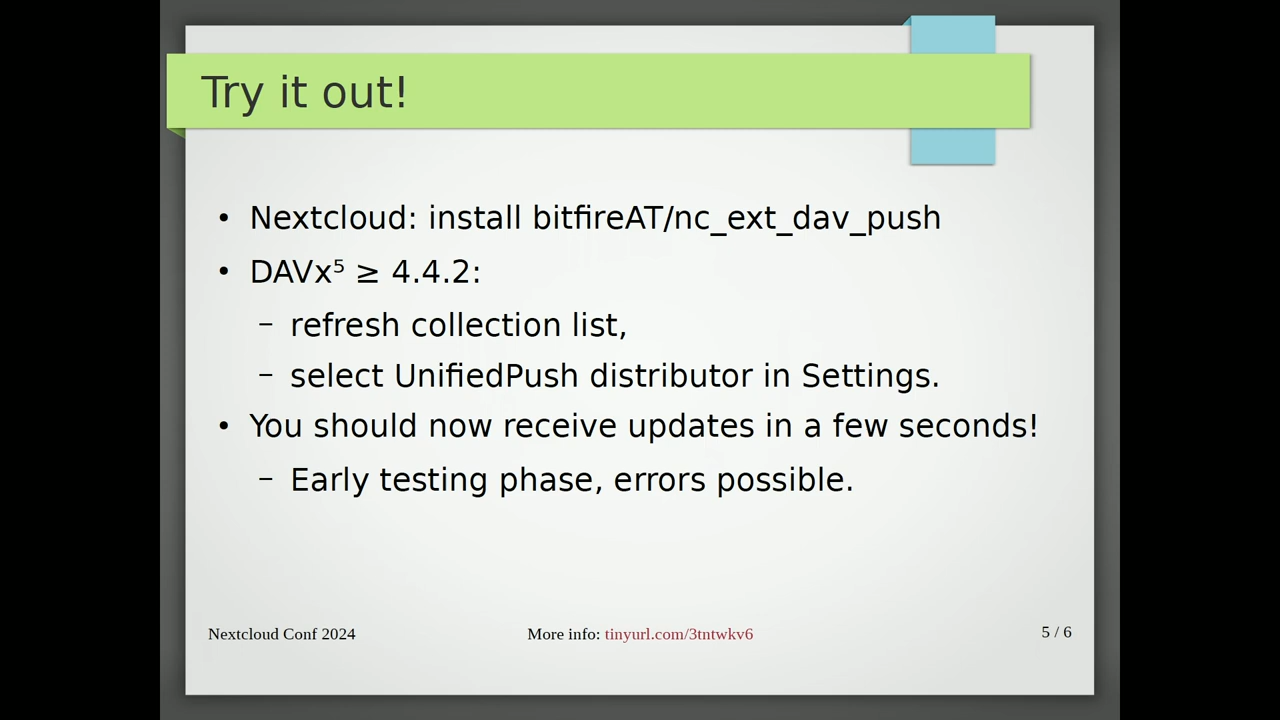 Try it out!
• Nextcloud: install bitfireAT/nc_ext_dav_push
• DAVx⁵ ≥ 4.4.2:
– refresh collection list,
– select UnifiedPush distributor in Settings.
• You should now receive updates in a few seconds!
– Early testing phase, errors possible.
Nextcloud Conf 2024
More info: tinyurl.com/3tntwkv6
5 / 6